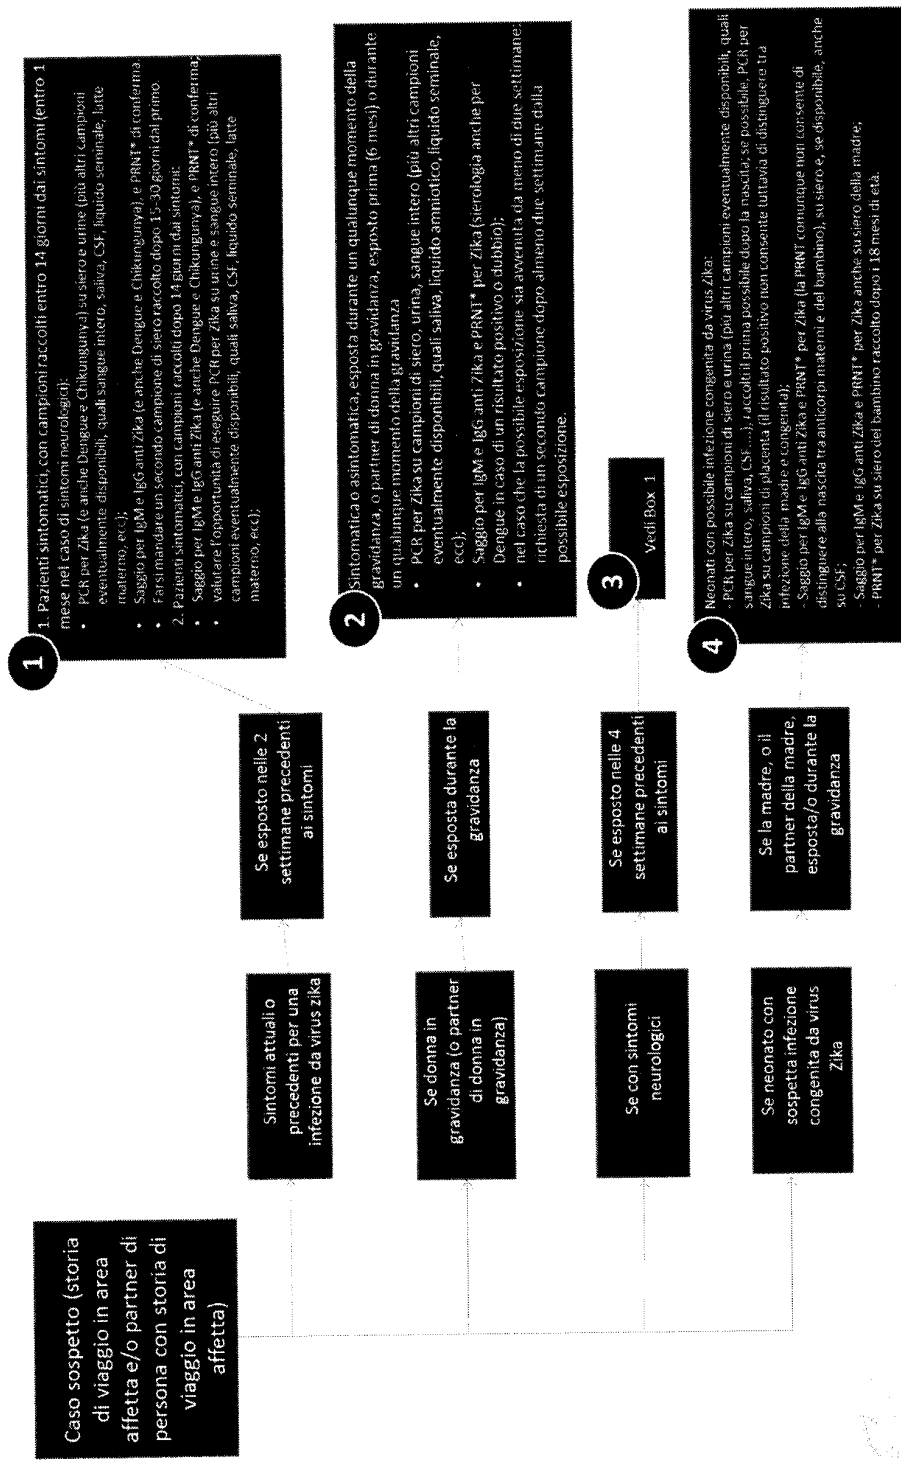 Caso sospetto (storia
di viaggio in area
affetta e/o partner di
persona con storia di
viaggio in area
affetta)
Sintomi attuali o
precedenti per una
infezione da virus zika
Se esposto nelle 2
settimane precedenti
ai sintomi
1
1. Pazienti sintomatici, con campioni raccolti entro 14 giorni dai sintomi (entro 1
mese nel caso di sintomi neurologici):
• PCR per Zika (e anche Dengue e Chikungunya) su siero e urine (più altri campioni
eventualmente disponibili, quali sangue intero, saliva, CSF, liquido seminale, latte
materno, ecc);
• Saggio per IgM e IgG anti Zika (e anche Dengue e Chikungunya), e PRNT* di conferma.
• Farsi mandare un secondo campione di siero raccolto dopo 15-30 giorni dal primo.
2. Pazienti sintomatici, con campioni raccolti dopo 14 giorni dai sintomi:
• Saggio per IgM e IgG anti Zika (e anche Dengue e Chikungunya), e PRNT* di conferma;
• valutare l'opportunità di eseguire PCR per Zika su urine e sangue intero (più altri
campioni eventualmente disponibili, quali saliva, CSF, liquido seminale, latte
materno, ecc);
Se donna in
gravidanza (o partner
di donna in
gravidanza)
Se esposta durante la
gravidanza
2
Sintomatica o asintomatica, esposta durante un qualunque momento della
gravidanza, o partner di donna in gravidanza, esposto prima (6 mesi) o durante
un qualunque momento della gravidanza
• PCR per Zika su campioni di siero, urina, sangue intero (più altri campioni
eventualmente disponibili, quali saliva, liquido amniotico, liquido seminale,
ecc);
• Saggio per IgM e IgG anti Zika e PRNT* per Zika (sierologia anche per
Dengue in caso di un risultato positivo o dubbio);
• nel caso che la possibile esposizione sia avvenuta da meno di due settimane:
richiesta di un secondo campione dopo almeno due settimane dalla
possibile esposizione.
Se con sintomi
neurologici
Se esposto nelle 4
settimane precedenti
ai sintomi
3
Vedi Box 1
Se neonato con
sospetta infezione
congenita da virus
Zika
Se la madre, o il
partner della madre,
esposta/o durante la
gravidanza
4
Neonati con possibile infezione congenita da virus Zika:
- PCR per Zika su campioni di siero e urina (più altri campioni eventualmente disponibili, quali
sangue intero, saliva, CSF….), raccolti il prima possibile dopo la nascita; se possibile, PCR per
Zika su campioni di placenta (il risultato positivo non consente tuttavia di distinguere tra
infezione della madre e congenita);
- Saggio per IgM e IgG anti Zika e PRNT* per Zika (la PRNT comunque non consente di
distinguere alla nascita tra anticorpi materni e del bambino), su siero e, se disponibile, anche
su CSF;
- Saggio per IgM e IgG anti Zika e PRNT* per Zika anche su siero della madre;
- PRNT* per Zika su siero del bambino raccolto dopo i 18 mesi di età.